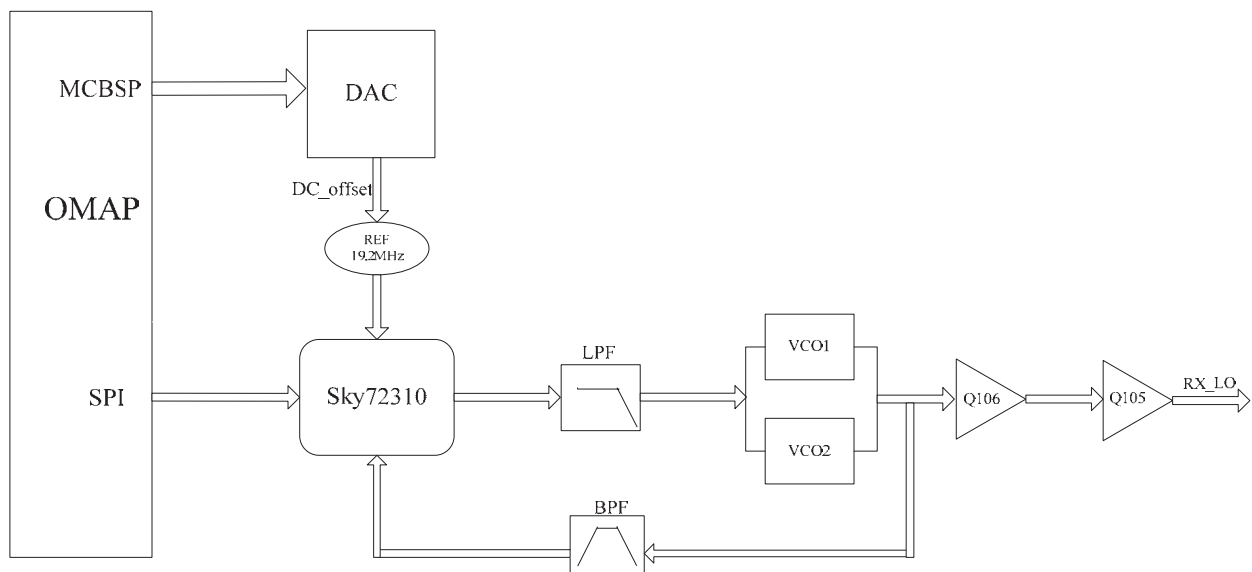 MCBSP
DAC
DC_offset
OMAP
REF
19.2MHz
SPI
Sky72310
LPF
VCO1
VCO2
Q106
Q105
RX_LO
BPF